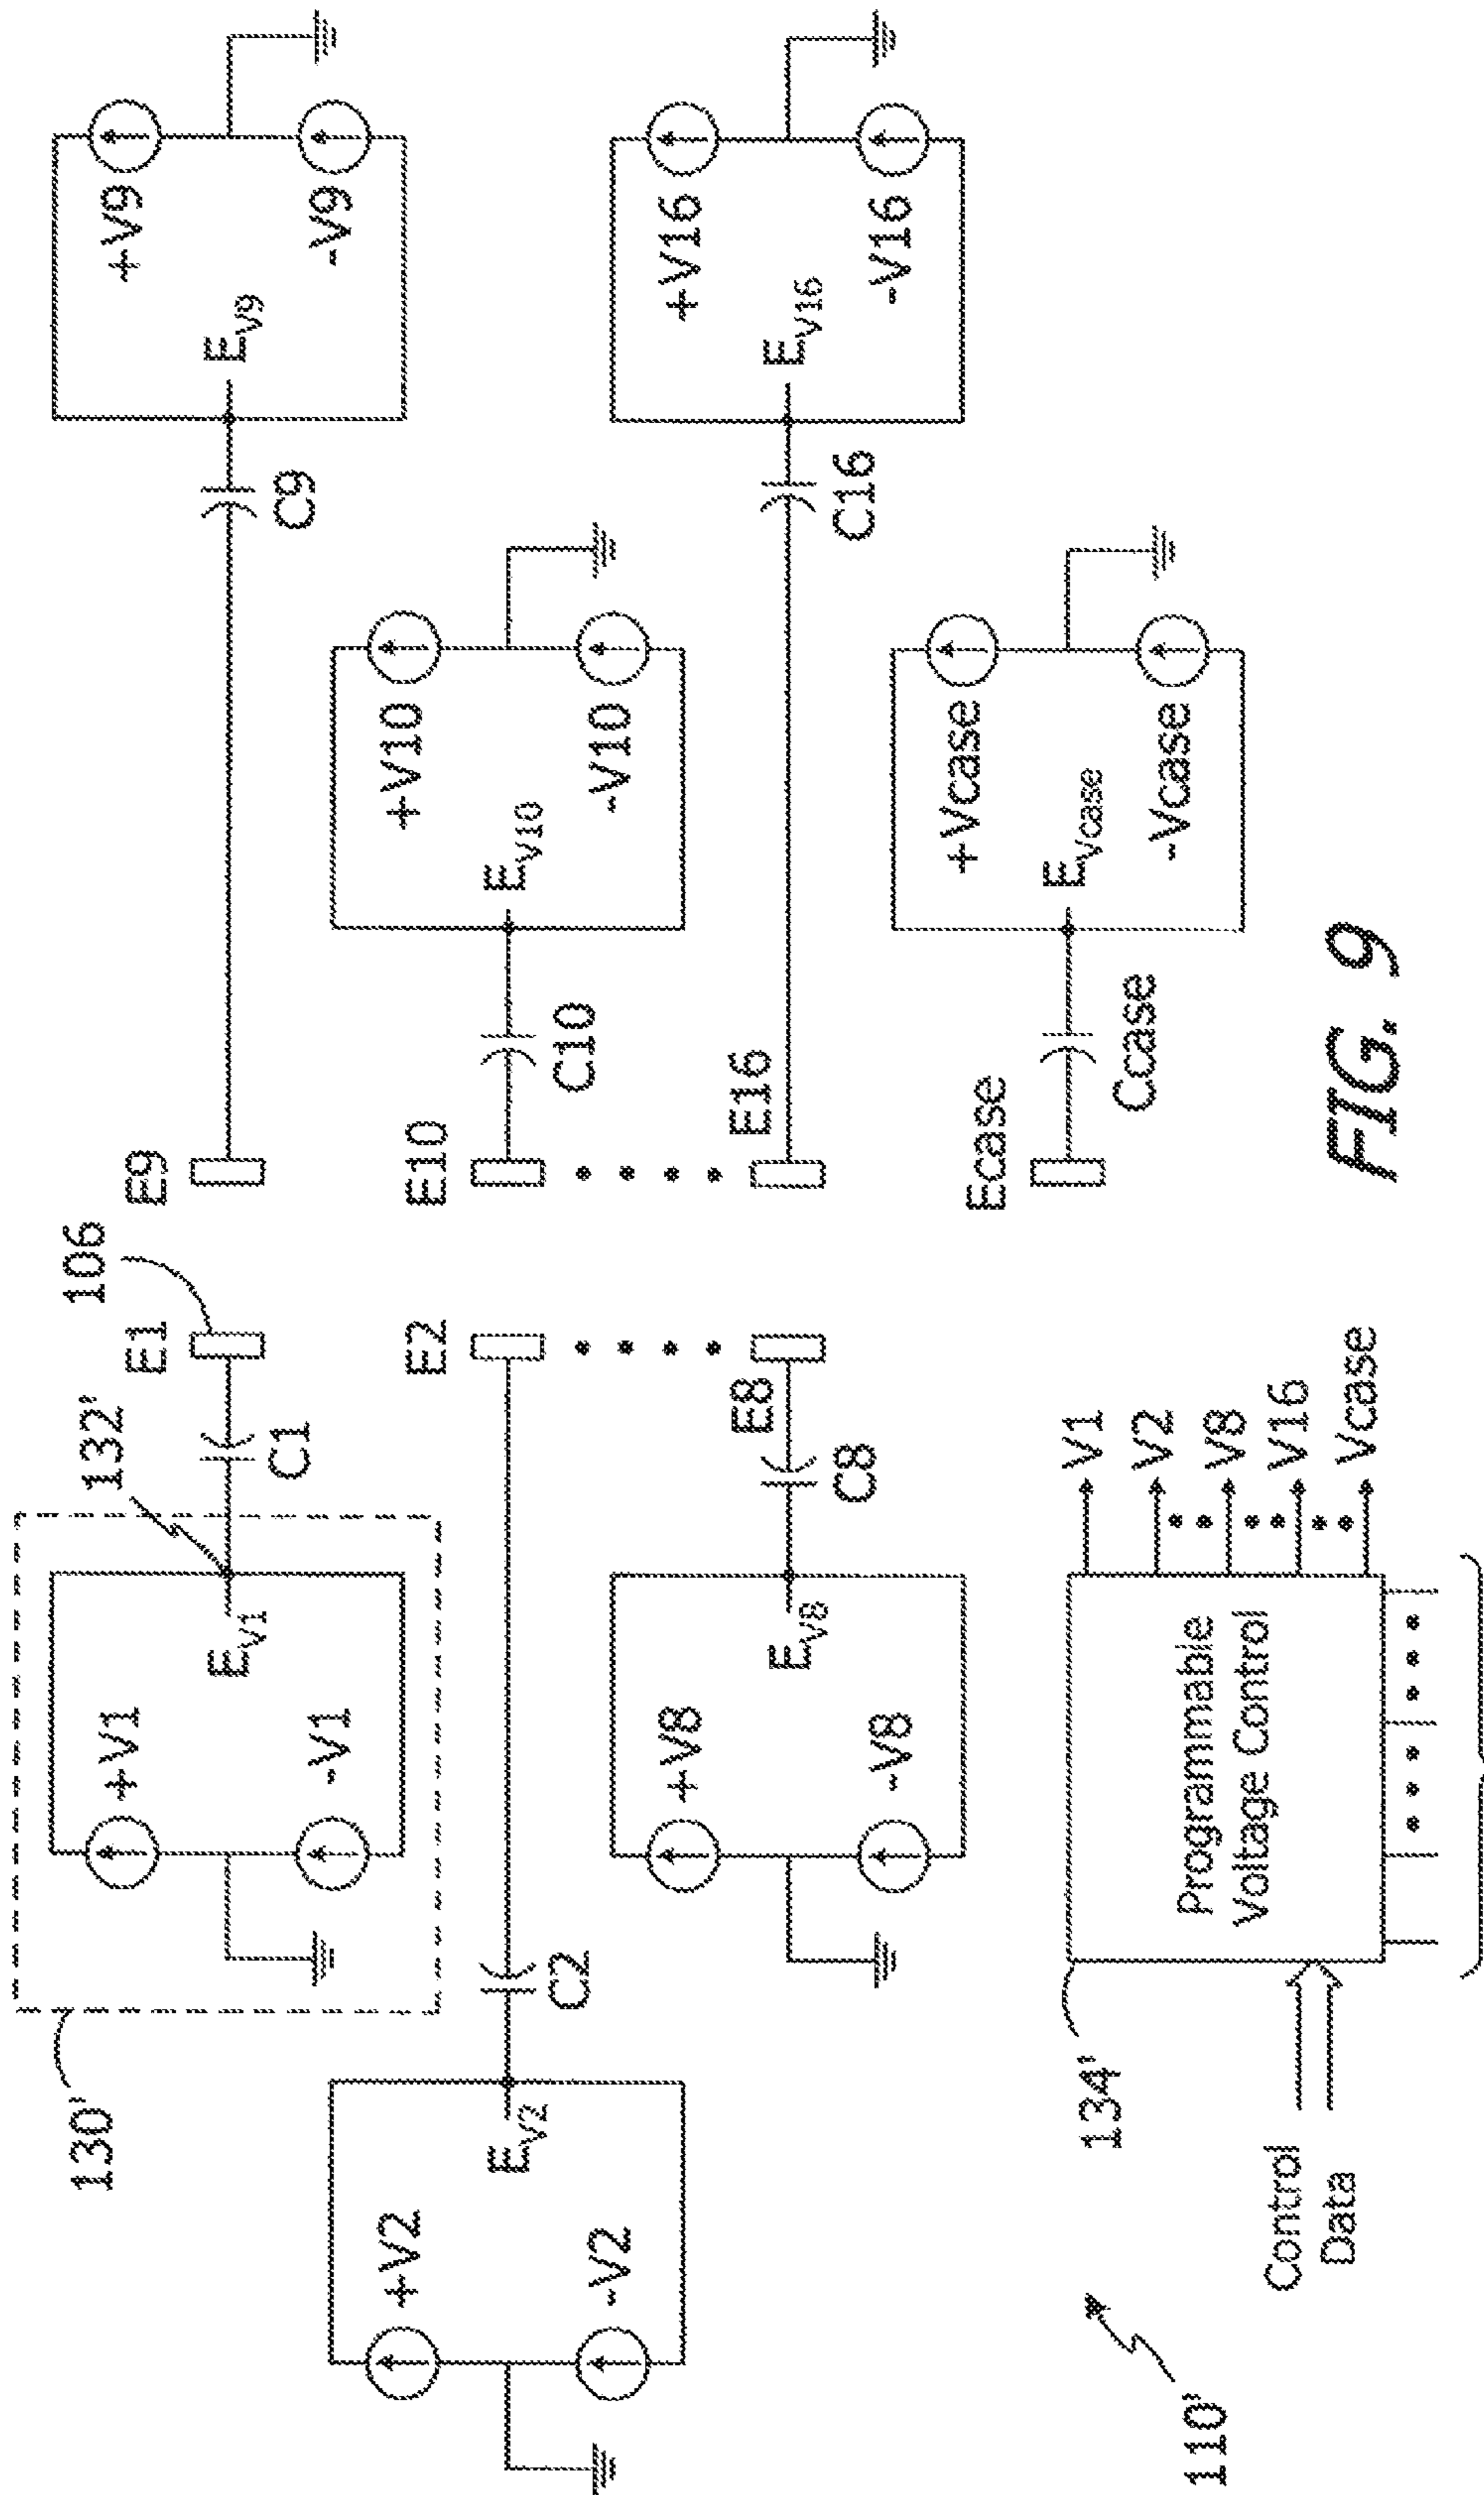 130'
132'
106
+V1
-V1
EV1
C1
E1
E9
C9
EV9
+V9
-V9
+V2
-V2
EV2
C2
E2
E10
C10
EV10
+V10
-V10
+V8
-V8
EV8
C8
E8
E16
C16
EV16
+V16
-V16
110'
134'
Control
Data
Programmable
Voltage Control
V1
V2
V8
V16
Vcase
Ecase
Ccase
EVcase
+Vcase
-Vcase
FIG. 9